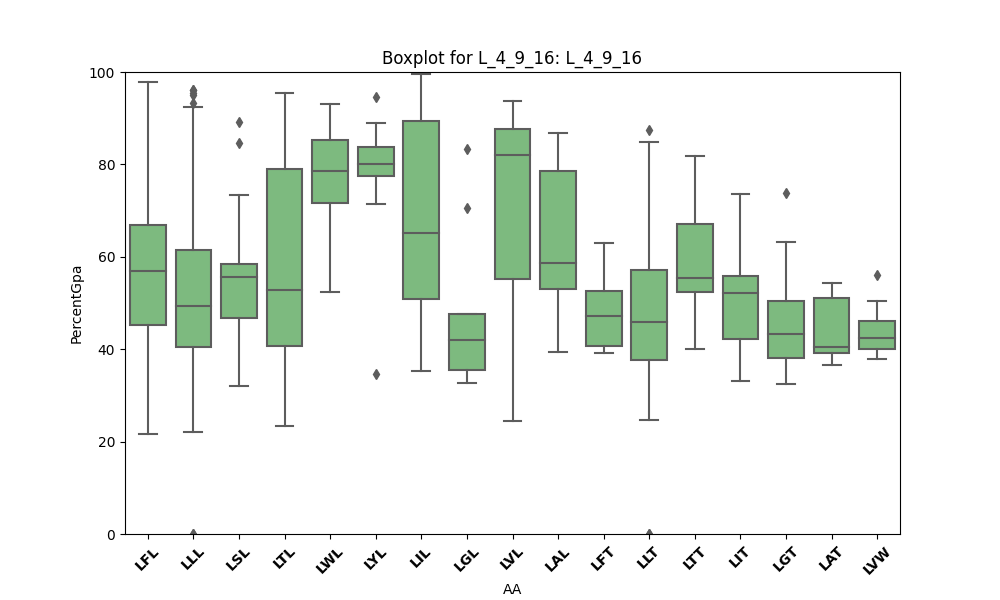 Boxplot for L_4_9_16: L_4_9_16
PercentGpa
100
80
60
40
20
0
LFL
LLL
LSL
LTL
LWL
LYL
LIL
LGL
LVL
LAL
LFT
LLT
LTT
LIT
LGT
LAT
LVW
AA